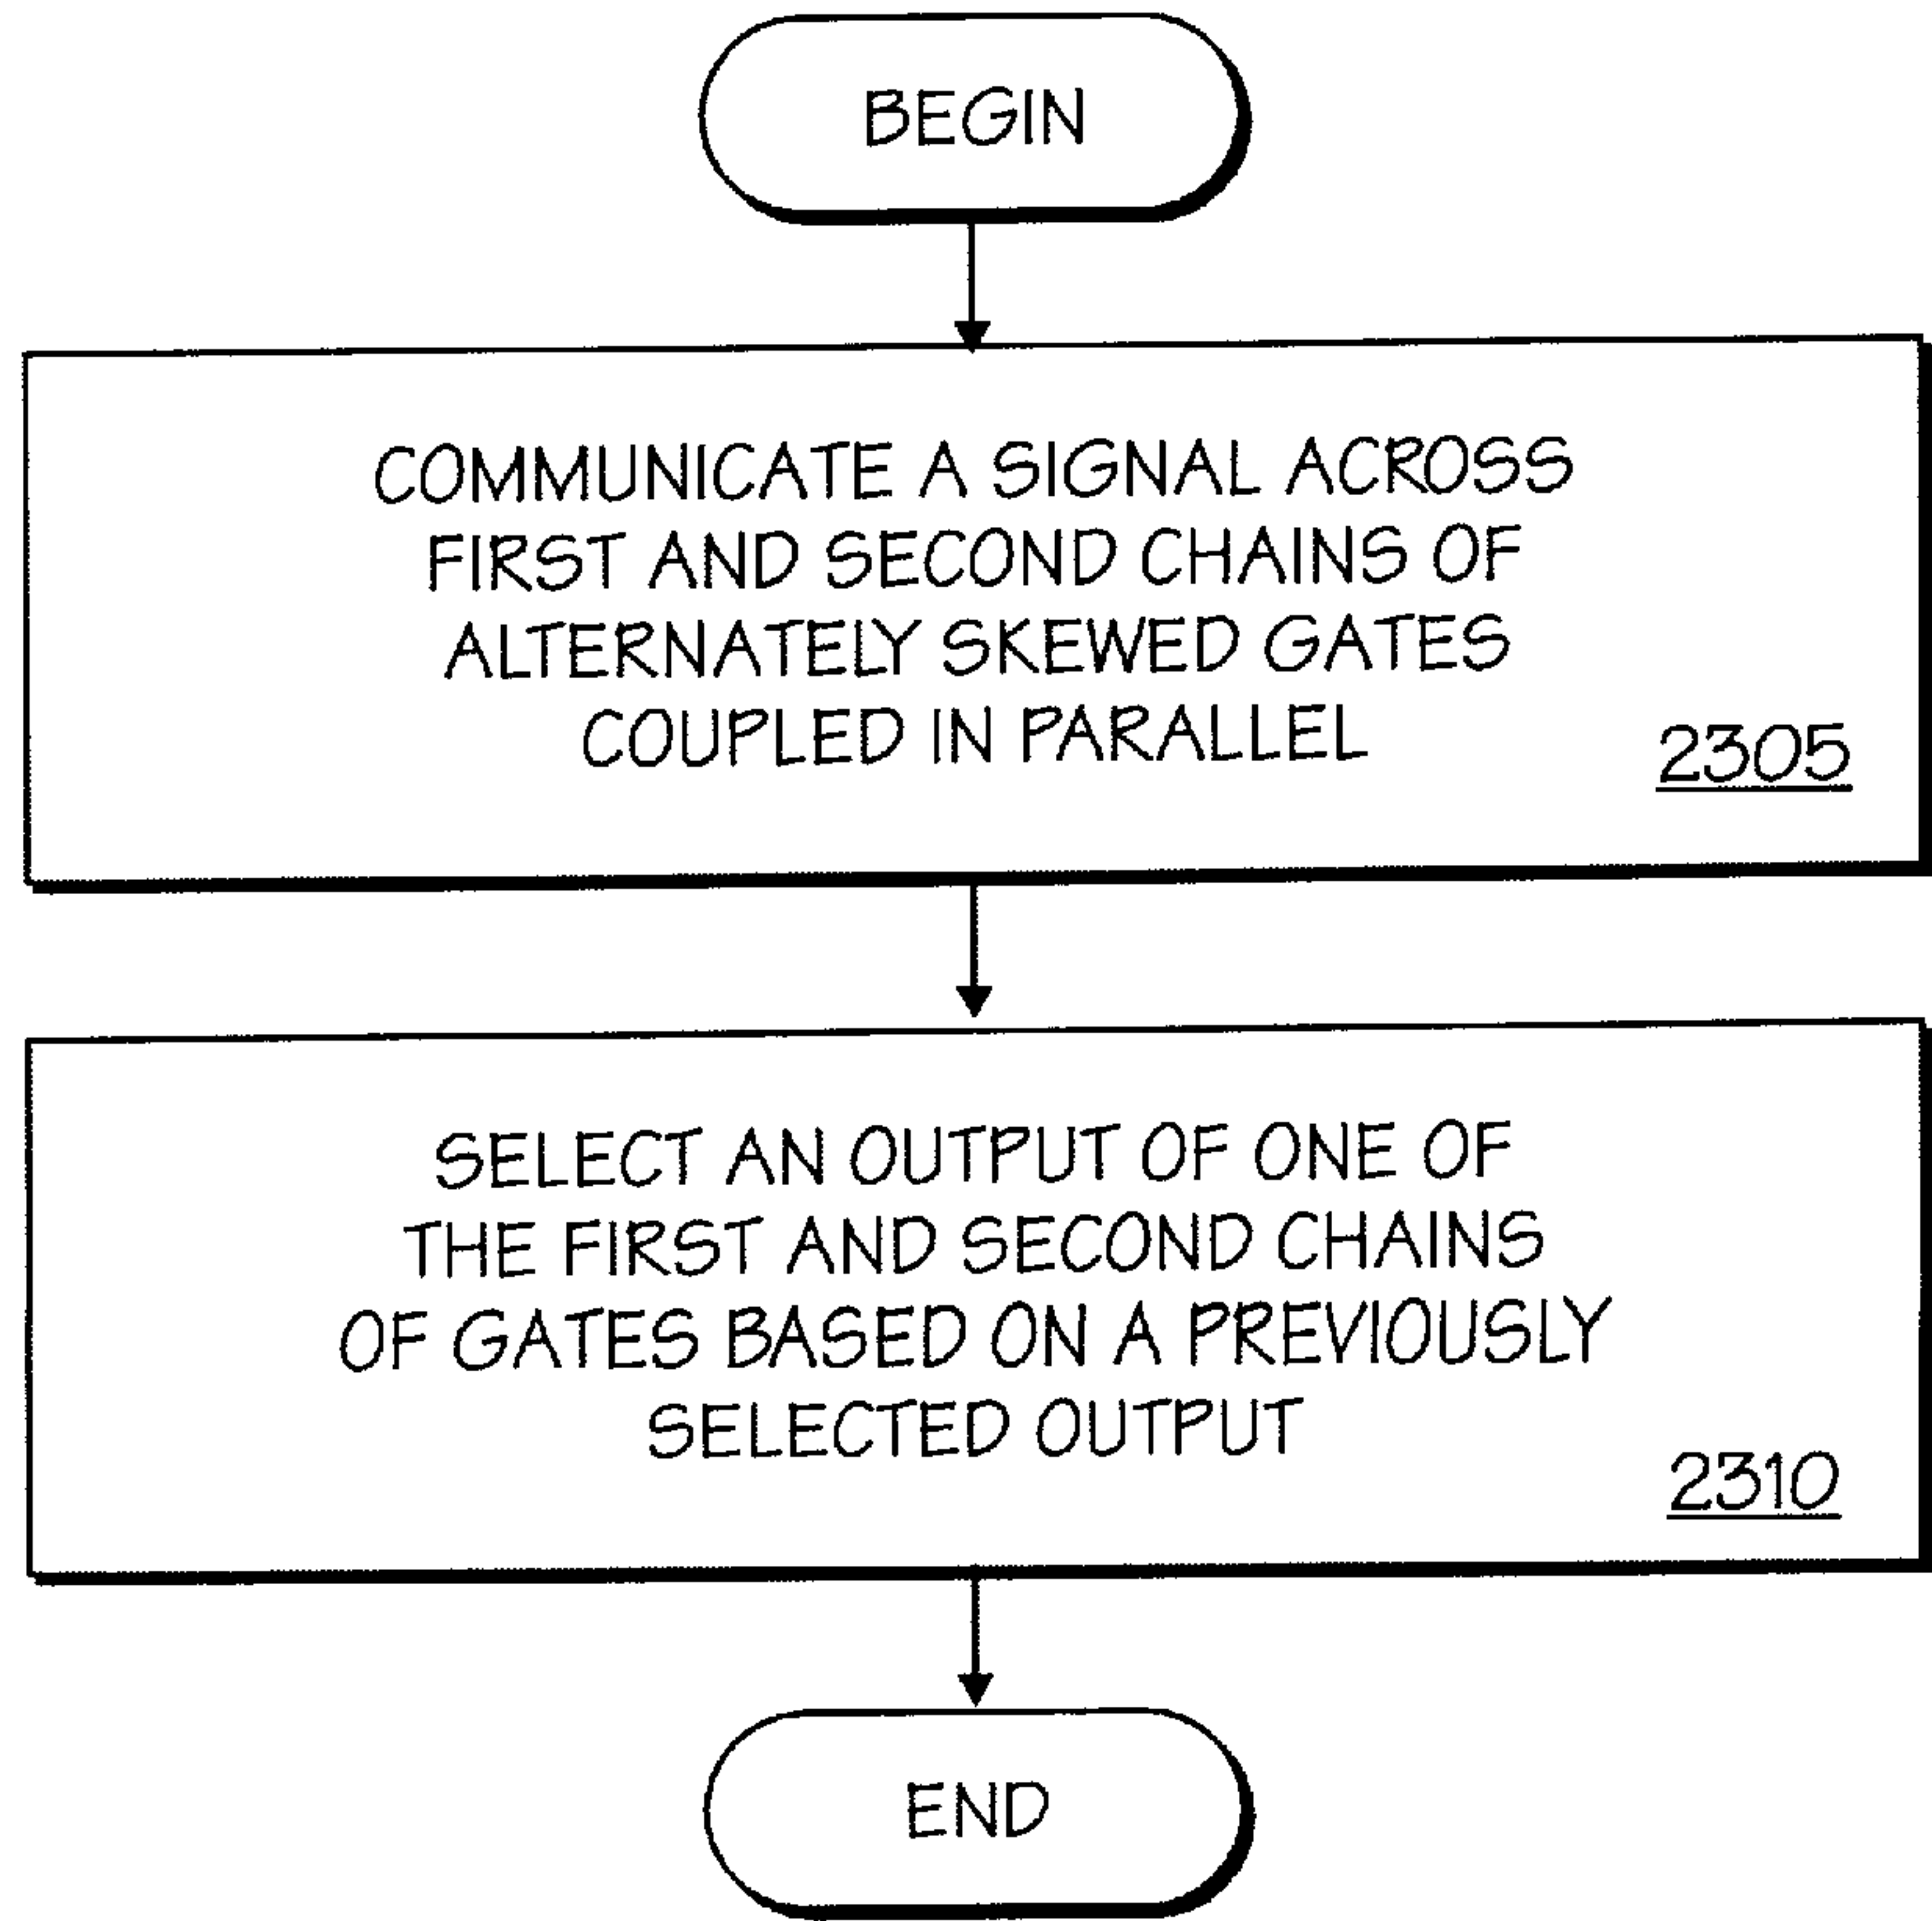 BEGIN
COMMUNICATE A SIGNAL ACROSS
FIRST AND SECOND CHAINS OF
ALTERNATELY SKEWED GATES
COUPLED IN PARALLEL
2305
SELECT AN OUTPUT OF ONE OF
THE FIRST AND SECOND CHAINS
OF GATES BASED ON A PREVIOUSLY
SELECTED OUTPUT
2310
END